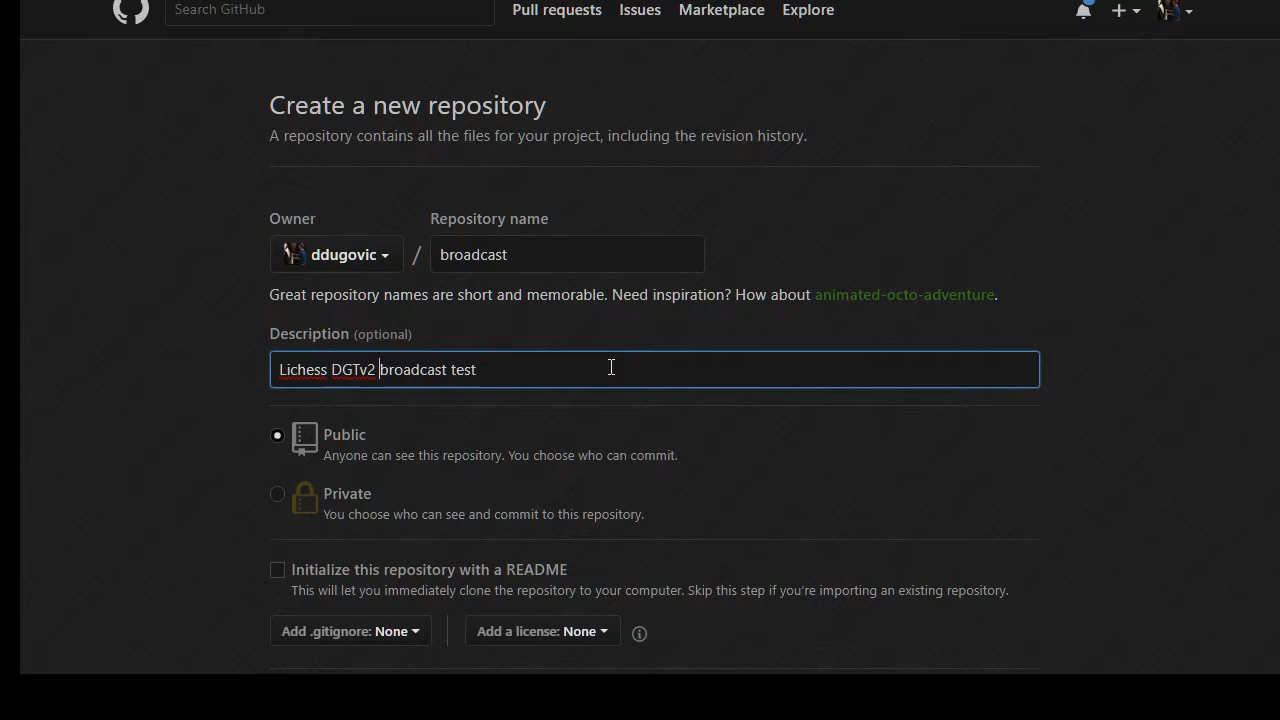 Search GitHub Pull requests Issues Marketplace Explore
Create a new repository
A repository contains all the files for your project, including the revision history.
Owner Repository name
ddugovic / broadcast
Great repository names are short and memorable. Need inspiration? How about animated-octo-adventure.
Description (optional)
Lichess DGTv2 broadcast test
Public
Anyone can see this repository. You choose who can commit.
Private
You choose who can see and commit to this repository.
Initialize this repository with a README
This will let you immediately clone the repository to your computer. Skip this step if you’re importing an existing repository.
Add .gitignore: None Add a license: None